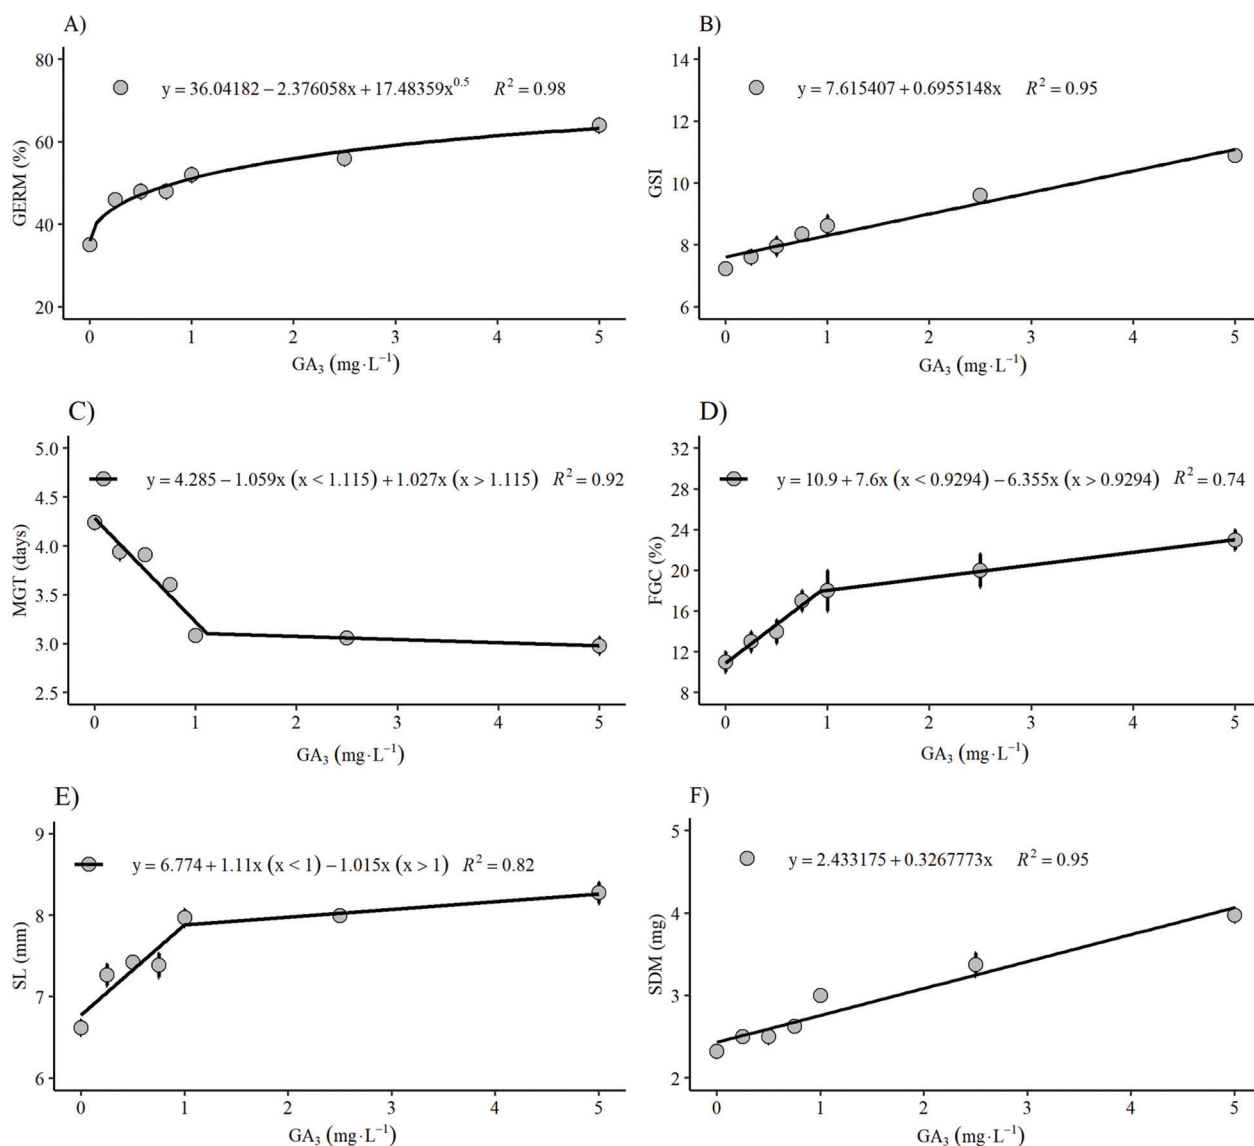 A)
y = 36.04182 − 2.376058x + 17.48359x^0.5 R² = 0.98
80
60
40
20
GERM (%)
0 1 2 3 4 5
GA₃ (mg·L⁻¹)
B)
y = 7.615407 + 0.6955148x R² = 0.95
14
12
10
8
6
GSI
0 1 2 3 4 5
GA₃ (mg·L⁻¹)
C)
y = 4.285 − 1.059x (x < 1.115) + 1.027x (x > 1.115) R² = 0.92
5.0
4.5
4.0
3.5
3.0
2.5
MGT (days)
0 1 2 3 4 5
GA₃ (mg·L⁻¹)
D)
y = 10.9 + 7.6x (x < 0.9294) − 6.355x (x > 0.9294) R² = 0.74
32
28
24
20
16
12
8
FGC (%)
0 1 2 3 4 5
GA₃ (mg·L⁻¹)
E)
y = 6.774 + 1.11x (x < 1) − 1.015x (x > 1) R² = 0.82
9
8
7
6
SL (mm)
0 1 2 3 4 5
GA₃ (mg·L⁻¹)
F)
y = 2.433175 + 0.3267773x R² = 0.95
5
4
3
2
SDM (mg)
0 1 2 3 4 5
GA₃ (mg·L⁻¹)